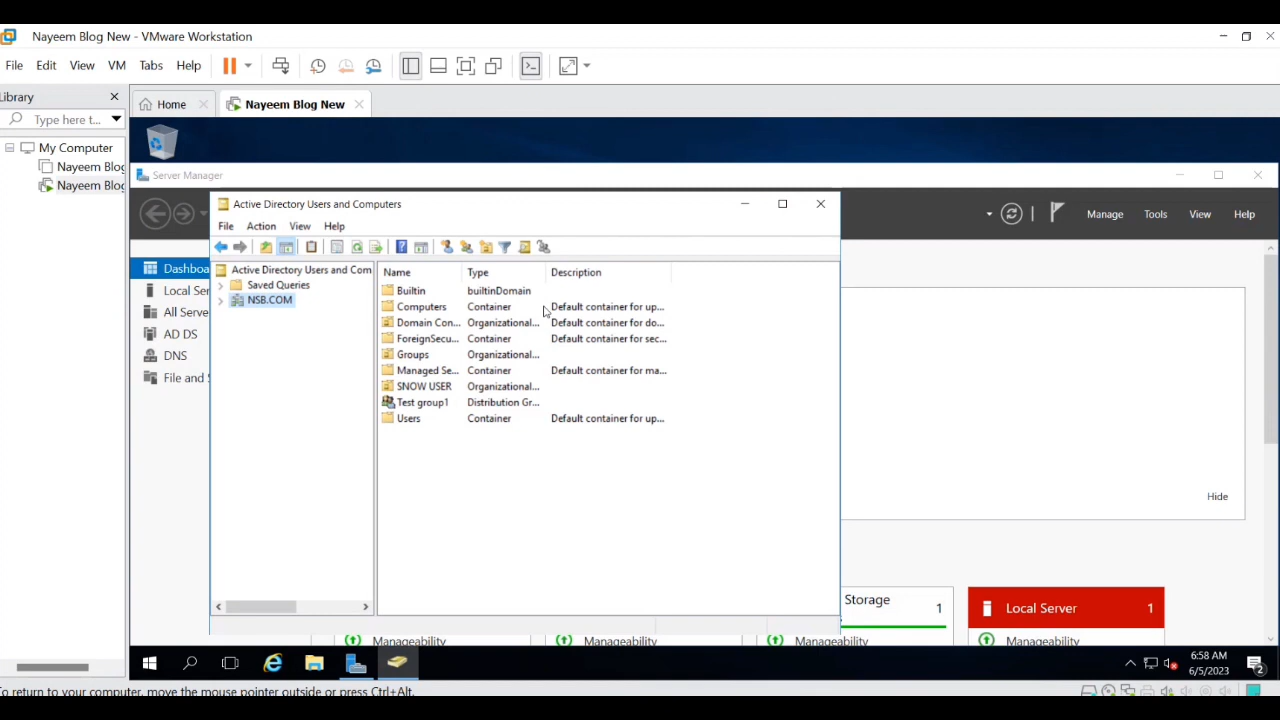 Nayeem Blog New - VMware Workstation
File Edit View VM Tabs Help
Library
Type here t...
My Computer
Nayeem Blog
Nayeem Blog
Home
Nayeem Blog New
Server Manager
Manage Tools View Help
Dashboa
Local Ser
All Serve
AD DS
DNS
File and S
Active Directory Users and Computers
File Action View Help
Active Directory Users and Com
Saved Queries
NSB.COM
Name Type Description
Builtin builtinDomain
Computers Container Default container for up...
Domain Con... Organizational... Default container for do...
ForeignSecu... Container Default container for sec...
Groups Organizational...
Managed Se... Container Default container for ma...
SNOW USER Organizational...
Test group1 Distribution Gr...
Users Container Default container for up...
Hide
Storage 1
Local Server 1
Manageability Manageability Manageability Manageability
6:58 AM
6/5/2023
2
To return to your computer, move the mouse pointer outside or press Ctrl+Alt.